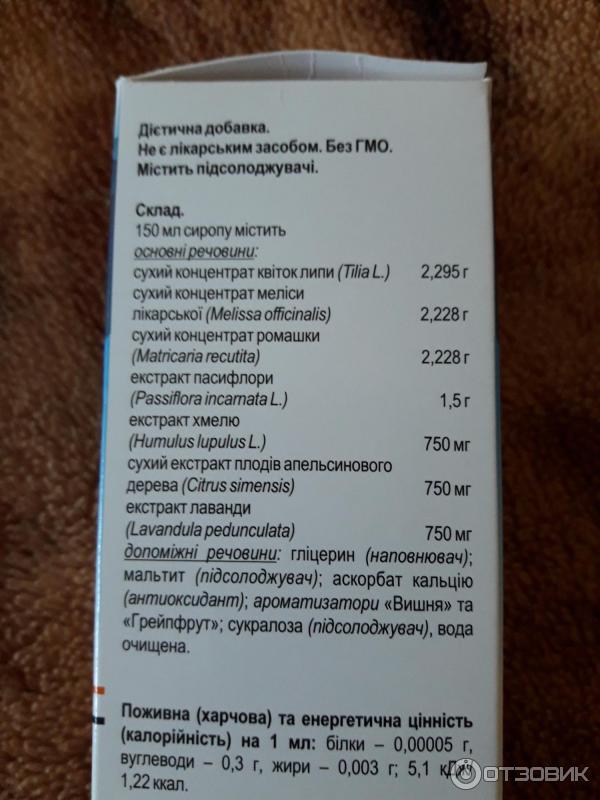 Дієтична добавка.
Не є лікарським засобом. Без ГМО.
Містить підсолоджувачі.
Склад.
150 мл сиропу містить
основні речовини:
сухий концентрат квіток липи (Tilia L.) 2,295 г
сухий концентрат меліси
лікарської (Melissa officinalis) 2,228 г
сухий концентрат ромашки
(Matricaria recutita) 2,228 г
екстракт пасифлори
(Passiflora incarnata L.) 1,5 г
екстракт хмелю
(Humulus lupulus L.) 750 мг
сухий екстракт плодів апельсинового
дерева (Citrus simensis) 750 мг
екстракт лаванди
(Lavandula pedunculata) 750 мг
допоміжні речовини: гліцерин (наповнювач);
мальтит (підсолоджувач); аскорбат кальцію
(антиоксидант); ароматизатори «Вишня» та
«Грейпфрут»; сукралоза (підсолоджувач), вода
очищена.
Поживна (харчова) та енергетична цінність
(калорійність) на 1 мл: білки – 0,00005 г,
вуглеводи – 0,3 г, жири – 0,003 г; 5,1 кДж
1,22 ккал.
ОТЗОВИК